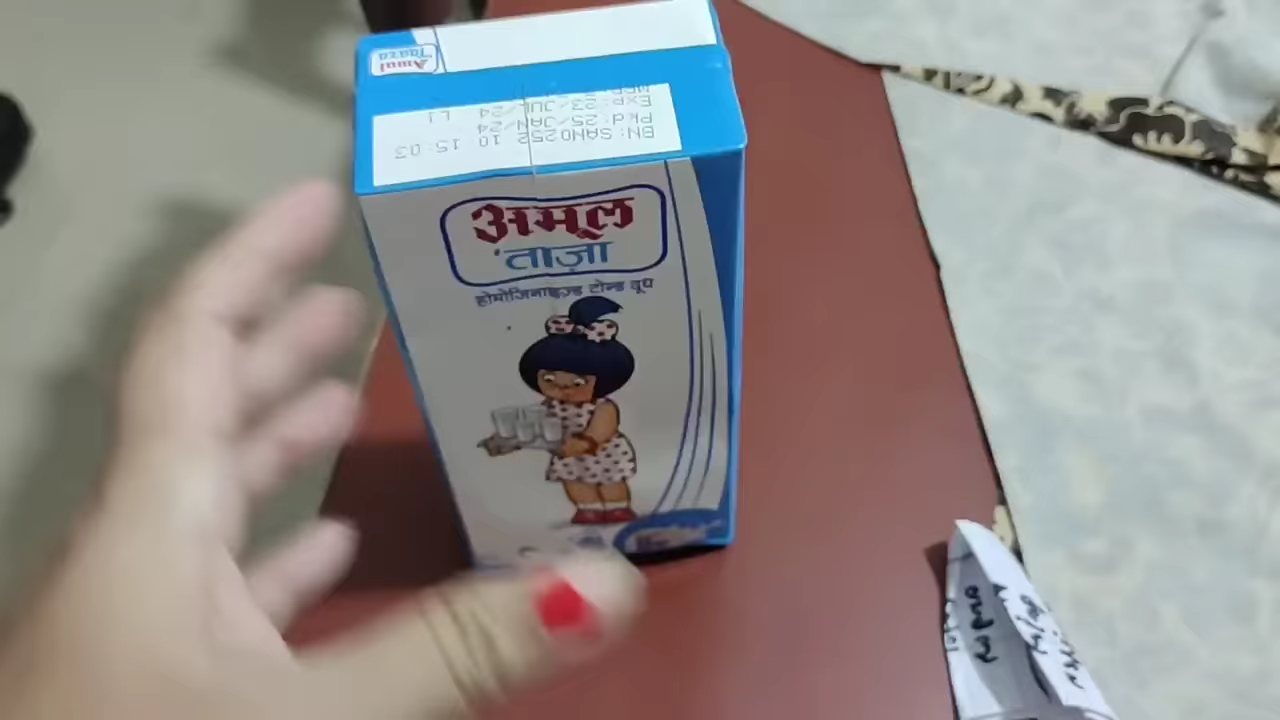 Amul
Taaza
BN:SAN0252 10 15 03
Pkd:25/JAN/24
Exp:23/JUL/24 L1
अमूल
ताज़ा
होमोजिनाइज़्ड टोन्ड दूध